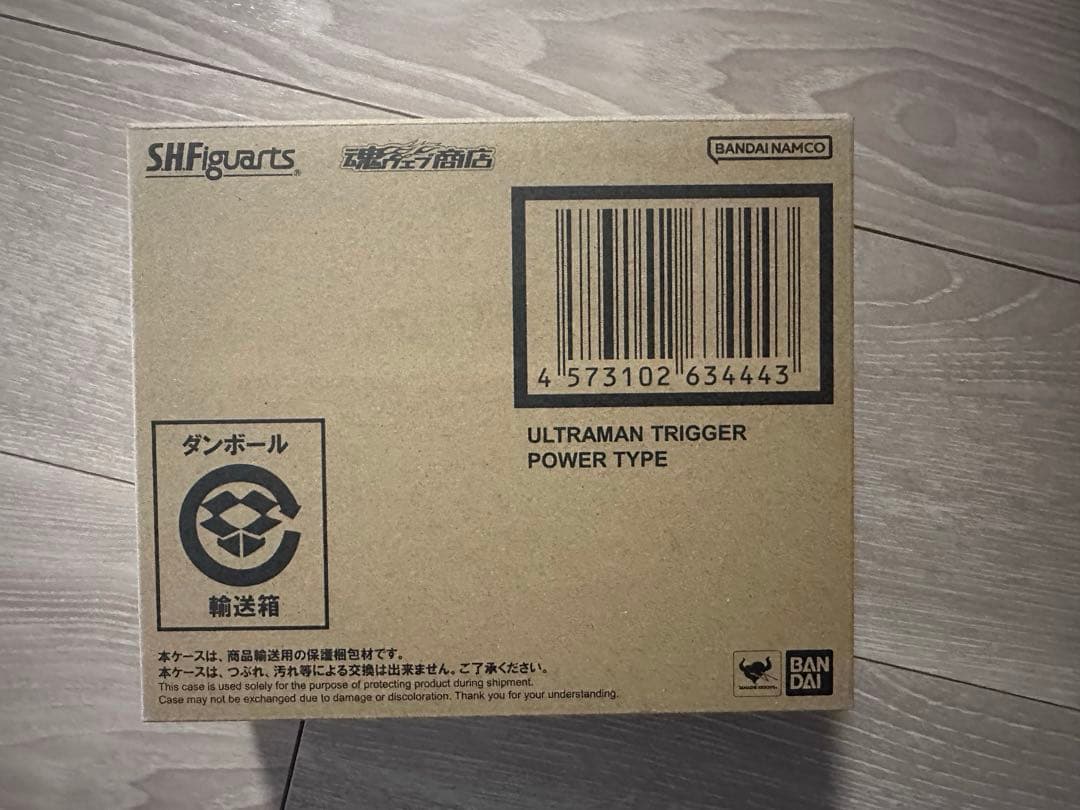 S.H.Figuarts®
魂ウェブ商店
BANDAI NAMCO
4 573102 634443
ULTRAMAN TRIGGER
POWER TYPE
ダンボール
輸送箱
本ケースは、商品輸送用の保護梱包材です。
本ケースは、つぶれ、汚れ等による交換は出来ません。ご了承ください。
This case is used solely for the purpose of protecting product during shipment.
Case may not be exchanged due to damage or discoloration. Thank you for your understanding.
TAMASHII NATIONS
BAN
DAI